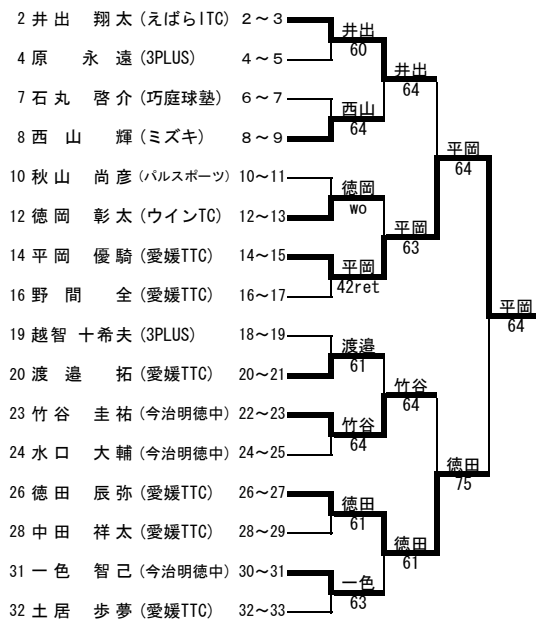 2 井出 翔太 (えばらITC) 2～3
4 原 永遠 (3PLUS) 4～5
7 石丸 啓介 (巧庭球塾) 6～7
8 西山 輝 (ミズキ) 8～9
10 秋山 尚彦 (パルスポーツ) 10～11
12 徳岡 彰太 (ウインTC) 12～13
14 平岡 優騎 (愛媛TTC) 14～15
16 野間 全 (愛媛TTC) 16～17
19 越智 十希夫 (3PLUS) 18～19
20 渡邉 拓 (愛媛TTC) 20～21
23 竹谷 圭祐 (今治明徳中) 22～23
24 水口 大輔 (今治明徳中) 24～25
26 徳田 辰弥 (愛媛TTC) 26～27
28 中田 祥太 (愛媛TTC) 28～29
31 一色 智己 (今治明徳中) 30～31
32 土居 歩夢 (愛媛TTC) 32～33
井出
60
西山
64
徳岡
wo
平岡
42ret
渡邉
61
竹谷
64
徳田
61
一色
63
井出
64
平岡
63
竹谷
64
徳田
61
平岡
64
徳田
75
平岡
64